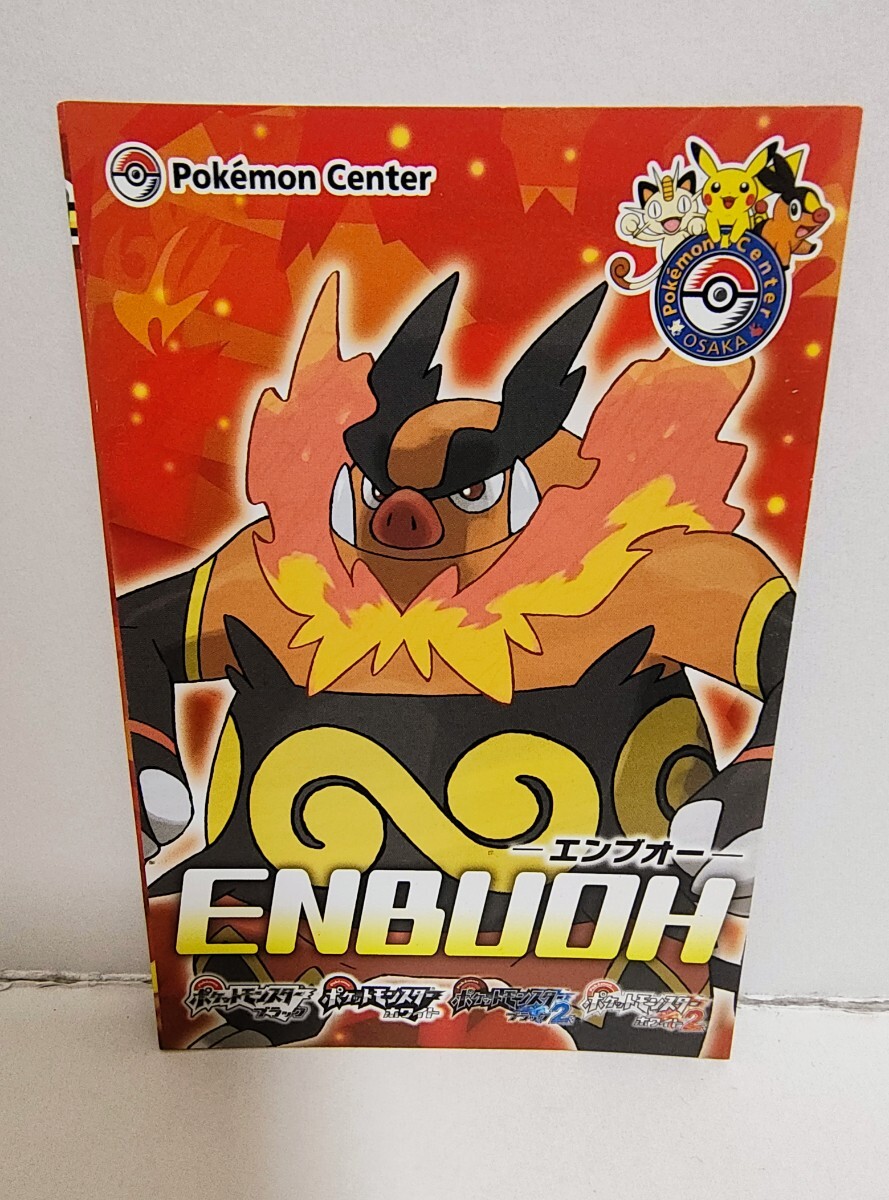 Pokémon Center
Pokémon Center
OSAKA
—エンブオー—
ENBUOH
ポケットモンスター
ブラック
ポケットモンスター
ホワイト
ポケットモンスター
ブラック2
ポケットモンスター
ホワイト2